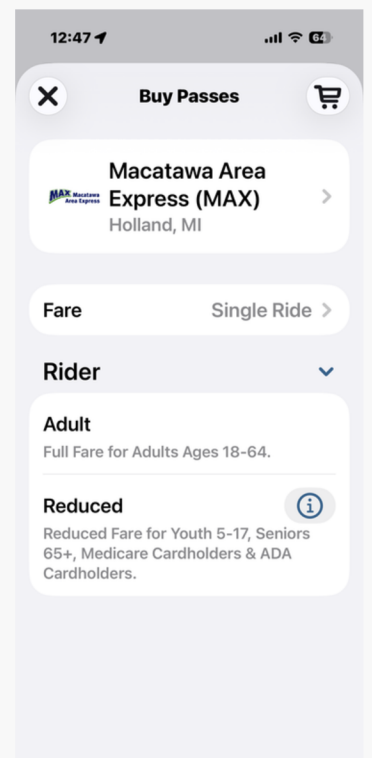 12:47
64
Buy Passes
MAX Macatawa
Area Express
Macatawa Area
Express (MAX)
Holland, MI
Fare
Single Ride
Rider
Adult
Full Fare for Adults Ages 18-64.
Reduced
Reduced Fare for Youth 5-17, Seniors
65+, Medicare Cardholders & ADA
Cardholders.